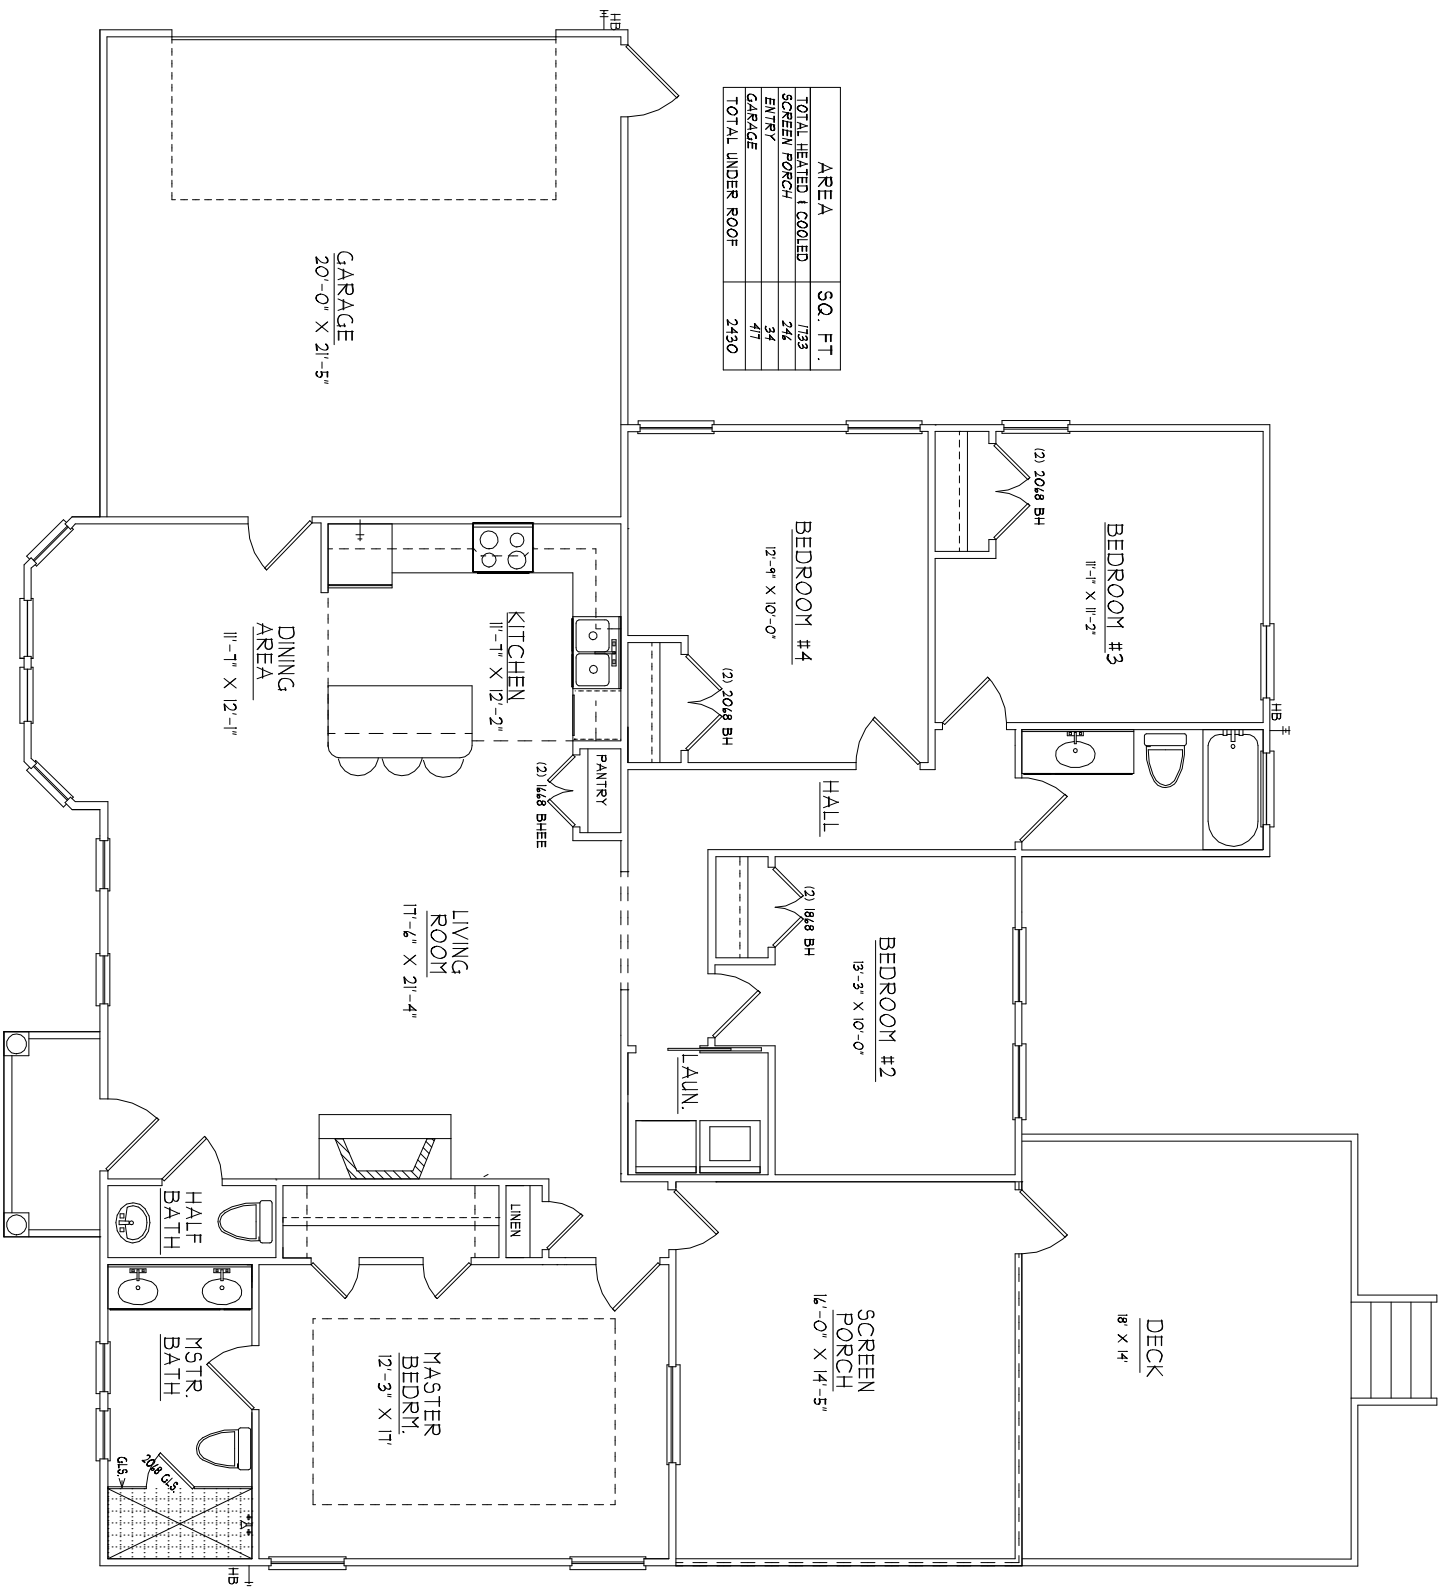 AREA SQ. FT.
TOTAL HEATED & COOLED 1733
SCREEN PORCH 246
ENTRY 34
GARAGE 417
TOTAL UNDER ROOF 2430
HB
GARAGE
20'-0" X 21'-5"
BEDROOM #3
11'-1" X 11'-2"
(2) 2068 BH
BEDROOM #4
12'-9" X 10'-0"
(2) 2068 BH
HB
KITCHEN
11'-7" X 12'-2"
DINING
AREA
11'-7" X 12'-1"
PANTRY
(2) 1668 BHEE
HALL
(2) 1868 BH
BEDROOM #2
13'-3" X 10'-0"
LIVING
ROOM
17'-6" X 21'-4"
LAUN.
HALF
BATH
LINEN
DECK
18' X 14'
SCREEN
PORCH
16'-0" X 14'-5"
MASTER
BEDRM.
12'-3" X 17'
MSTR.
BATH
2068 GLS.
GLS.
HB